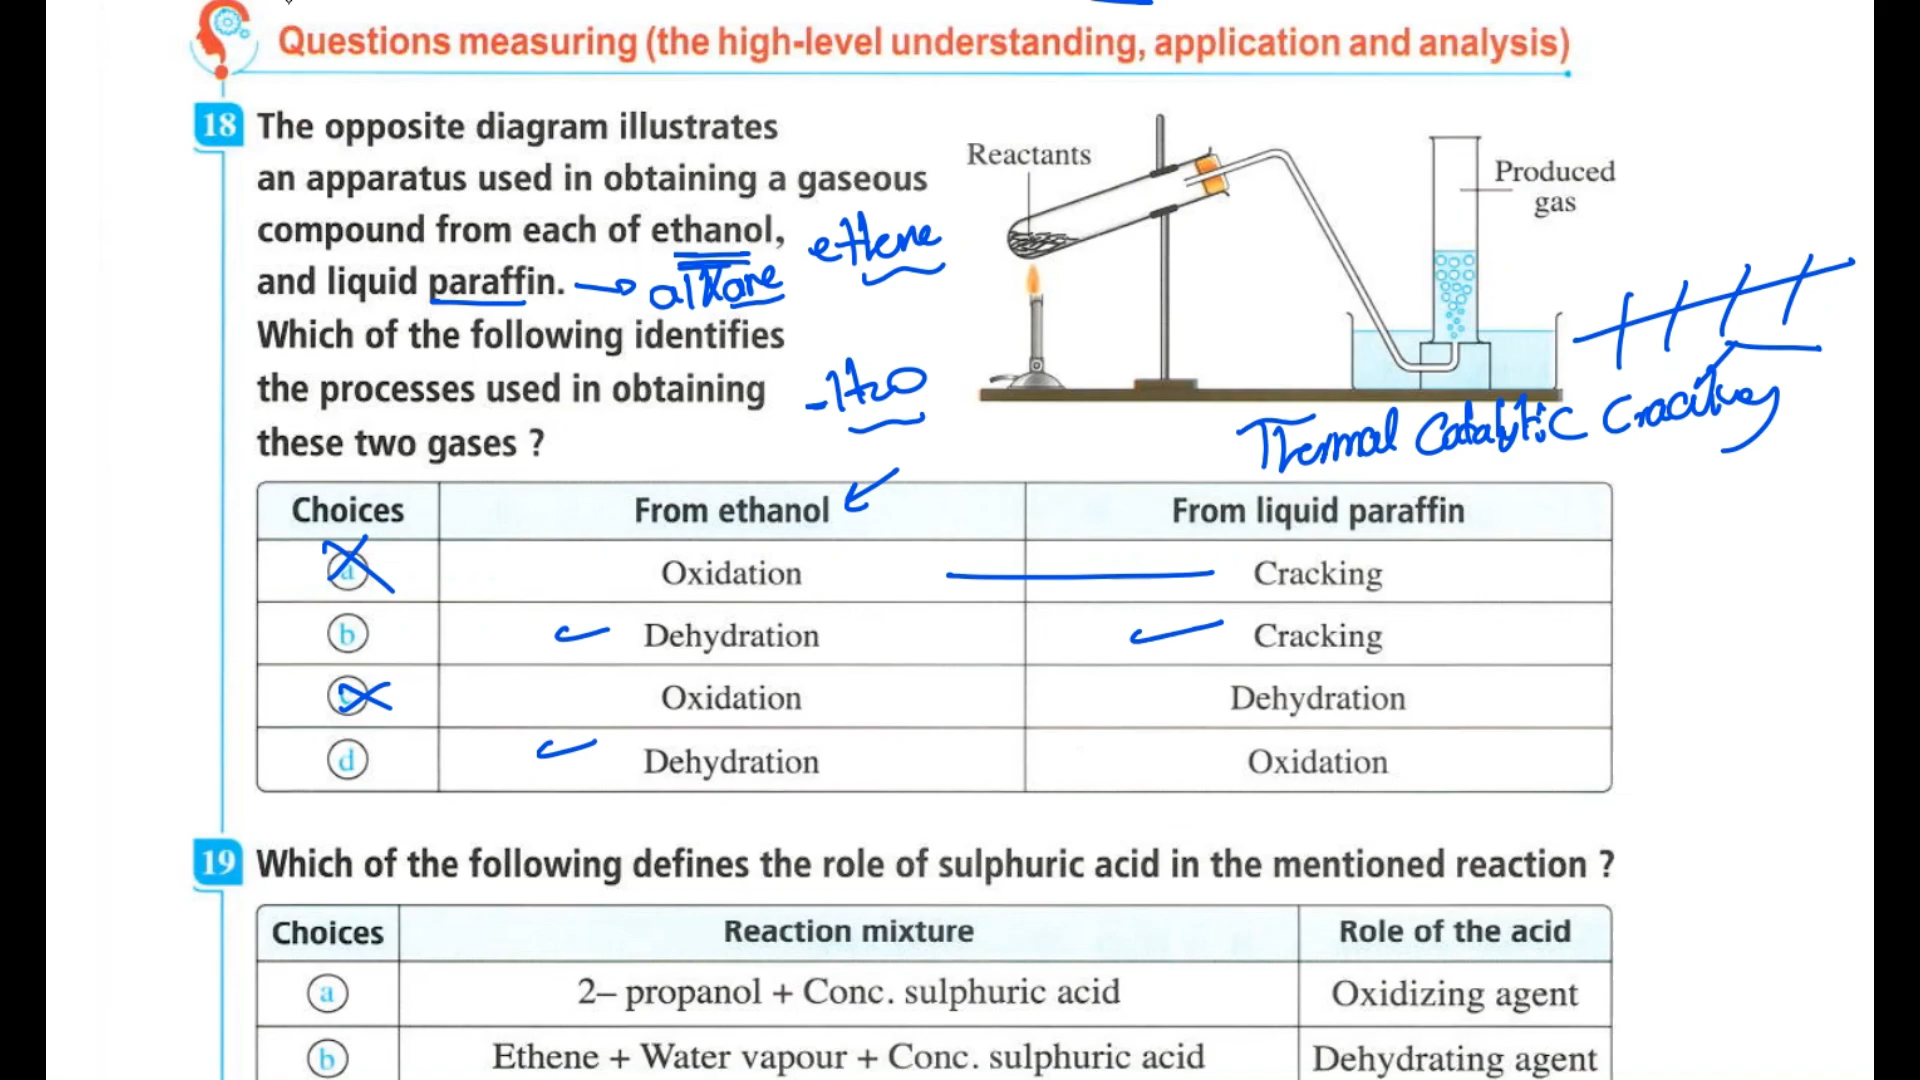 Questions measuring (the high-level understanding, application and analysis)
18 The opposite diagram illustrates
an apparatus used in obtaining a gaseous
compound from each of ethanol,
and liquid paraffin.
Which of the following identifies
the processes used in obtaining
these two gases ?
ethene
alkane
-H2O
Reactants
Produced
gas
Thermal Catalytic Cracking
Choices From ethanol From liquid paraffin
a Oxidation Cracking
b Dehydration Cracking
c Oxidation Dehydration
d Dehydration Oxidation
19 Which of the following defines the role of sulphuric acid in the mentioned reaction ?
Choices Reaction mixture Role of the acid
a 2– propanol + Conc. sulphuric acid Oxidizing agent
b Ethene + Water vapour + Conc. sulphuric acid Dehydrating agent